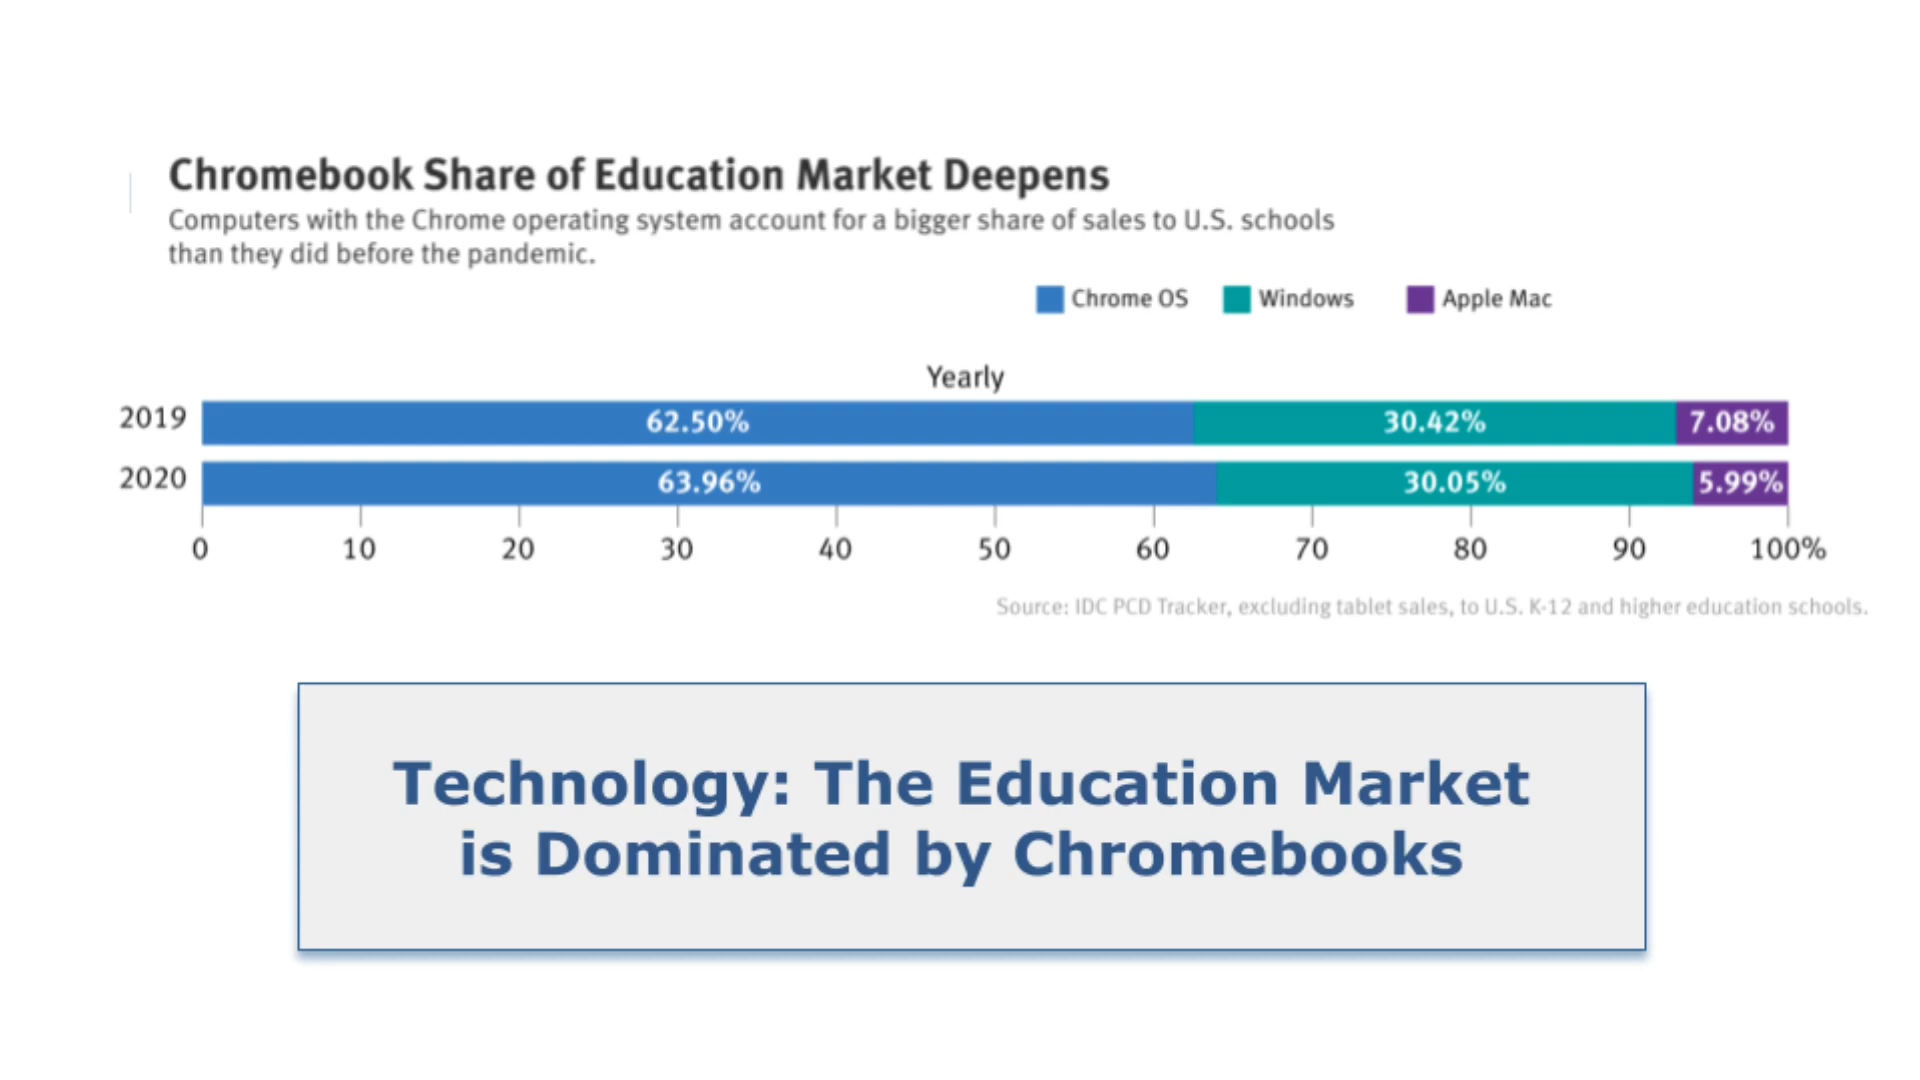 Chromebook Share of Education Market Deepens
Computers with the Chrome operating system account for a bigger share of sales to U.S. schools
than they did before the pandemic.
Chrome OS Windows Apple Mac
Yearly
2019 62.50% 30.42% 7.08%
2020 63.96% 30.05% 5.99%
0 10 20 30 40 50 60 70 80 90 100%
Source: IDC PCD Tracker, excluding tablet sales, to U.S. K-12 and higher education schools.
Technology: The Education Market
is Dominated by Chromebooks